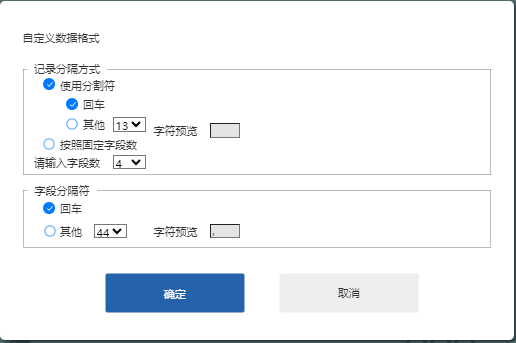 自定义数据格式
记录分隔方式
使用分割符
回车
其他 13 字符预览
按照固定字段数
请输入字段数 4
字段分隔符
回车
其他 44 字符预览 ,
确定 取消